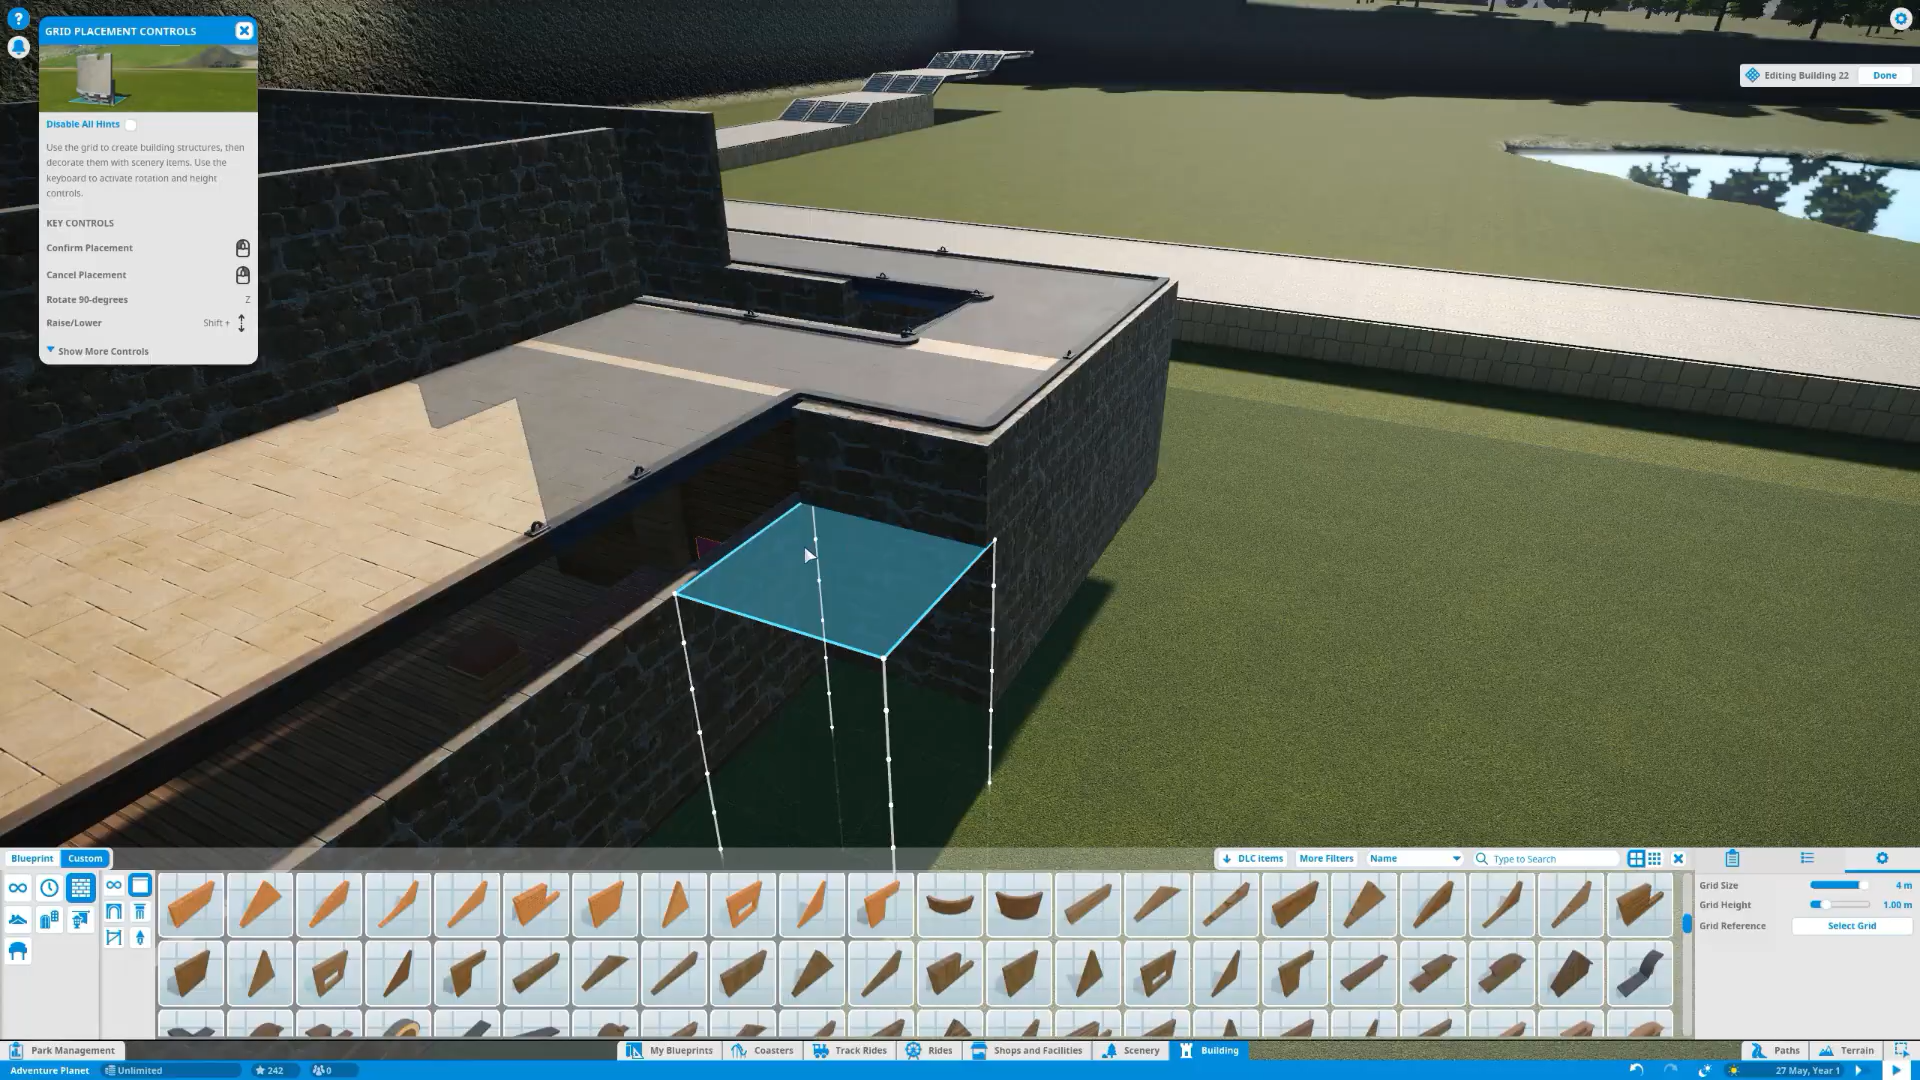 GRID PLACEMENT CONTROLS
Disable All Hints
Use the grid to create building structures, then
decorate them with scenery items. Use the
keyboard to activate rotation and height
controls.
KEY CONTROLS
Confirm Placement
Cancel Placement
Rotate 90-degrees Z
Raise/Lower Shift +
Show More Controls
Editing Building 22 Done
Blueprint Custom
DLC items More Filters Name Type to Search
Grid Size 4 m
Grid Height 1.00 m
Grid Reference Select Grid
Park Management My Blueprints Coasters Track Rides Rides Shops and Facilities Scenery Building Paths Terrain
Adventure Planet Unlimited 242 0 27 May, Year 1